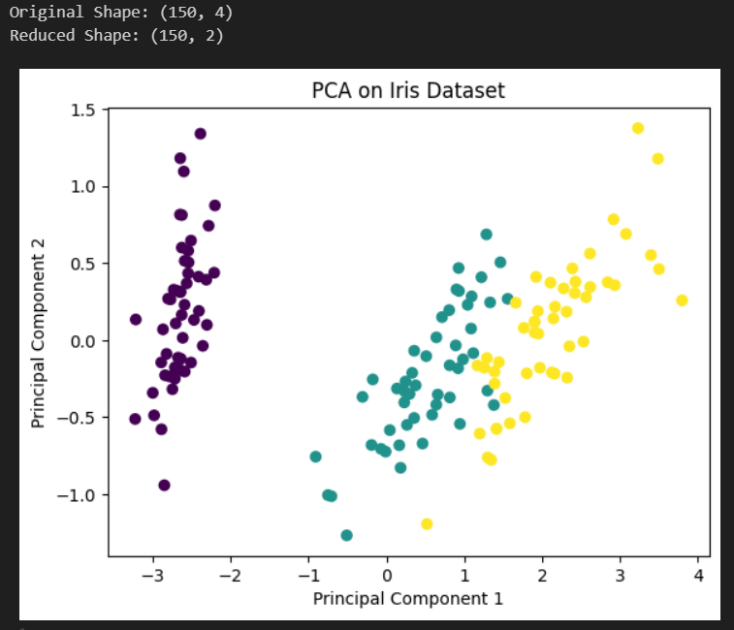 Original Shape: (150, 4)
Reduced Shape: (150, 2)
PCA on Iris Dataset
1.5
1.0
0.5
0.0
−0.5
−1.0
Principal Component 2
−3 −2 −1 0 1 2 3 4
Principal Component 1